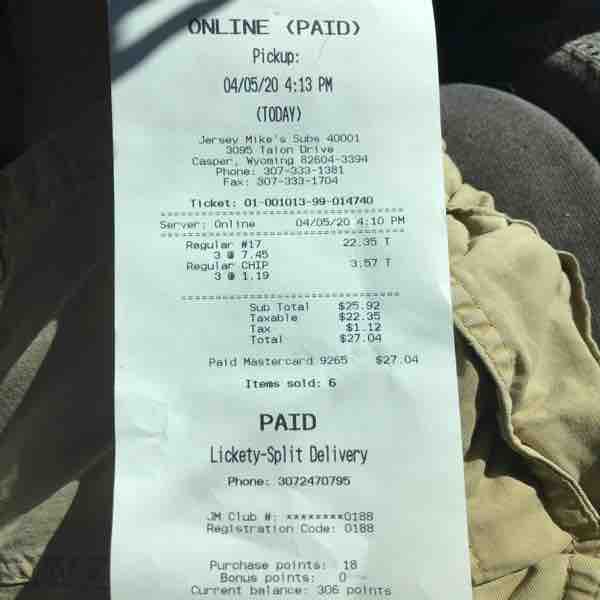 ONLINE (PAID)
Pickup:
04/05/20 4:13 PM
(TODAY)
Jersey Mike's Subs 40001
3095 Talon Drive
Casper, Wyoming 82604-3394
Phone: 307-333-1381
Fax: 307-333-1704
Ticket: 01-001013-99-014740
Server: Online 04/05/20 4:10 PM
Regular #17 22.35 T
3 @ 7.45
Regular CHIP 3.57 T
3 @ 1.19
Sub Total $25.92
Taxable $22.35
Tax $1.12
Total $27.04
Paid Mastercard 9265 $27.04
Items sold: 6
PAID
Lickety-Split Delivery
Phone: 3072470795
JM Club #: ********0188
Registration Code: 0188
Purchase points: 18
Bonus points: 0
Current balance: 306 points